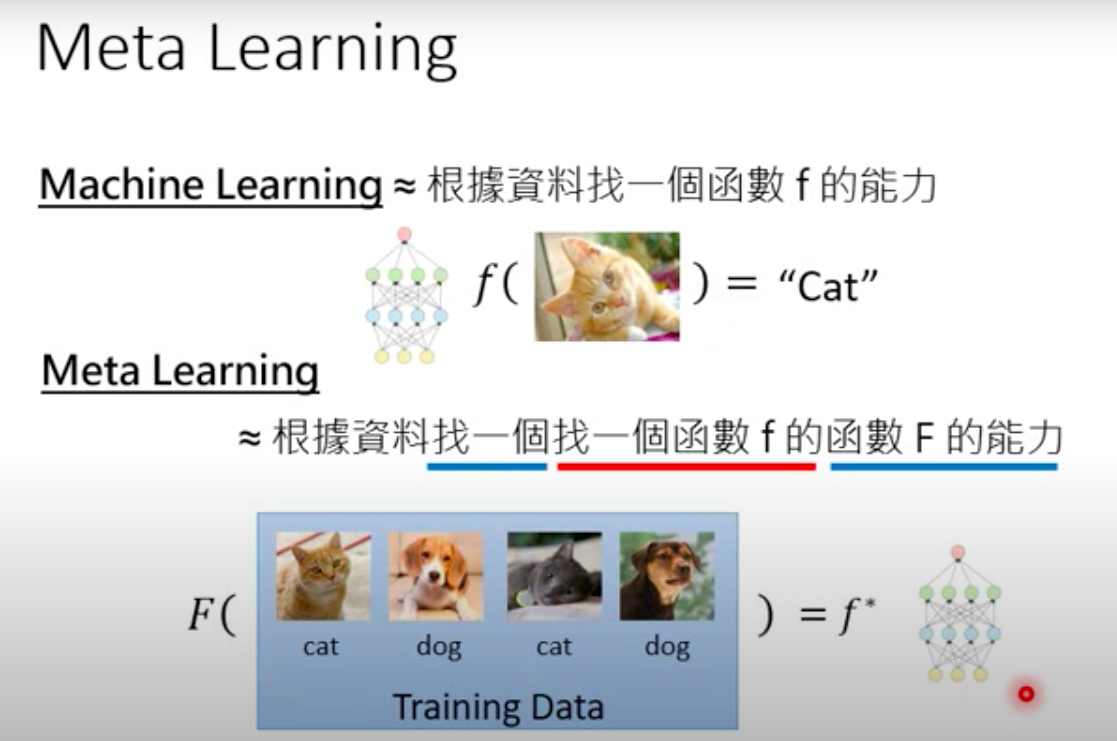 Meta Learning
Machine Learning ≈ 根據資料找一個函數 f 的能力
f( ) = “Cat”
Meta Learning
≈ 根據資料找一個找一個函數 f 的函數 F 的能力
F( ) = f*
cat dog cat dog
Training Data